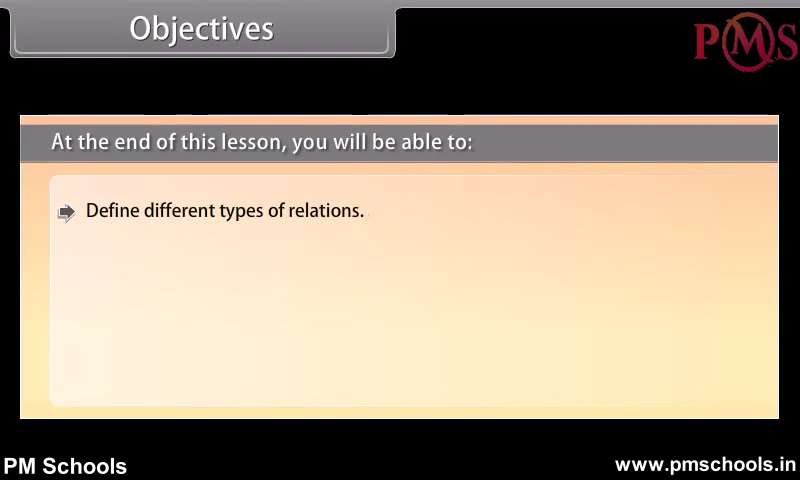 Objectives
PMS
At the end of this lesson, you will be able to:
Define different types of relations.
PM Schools
www.pmschools.in